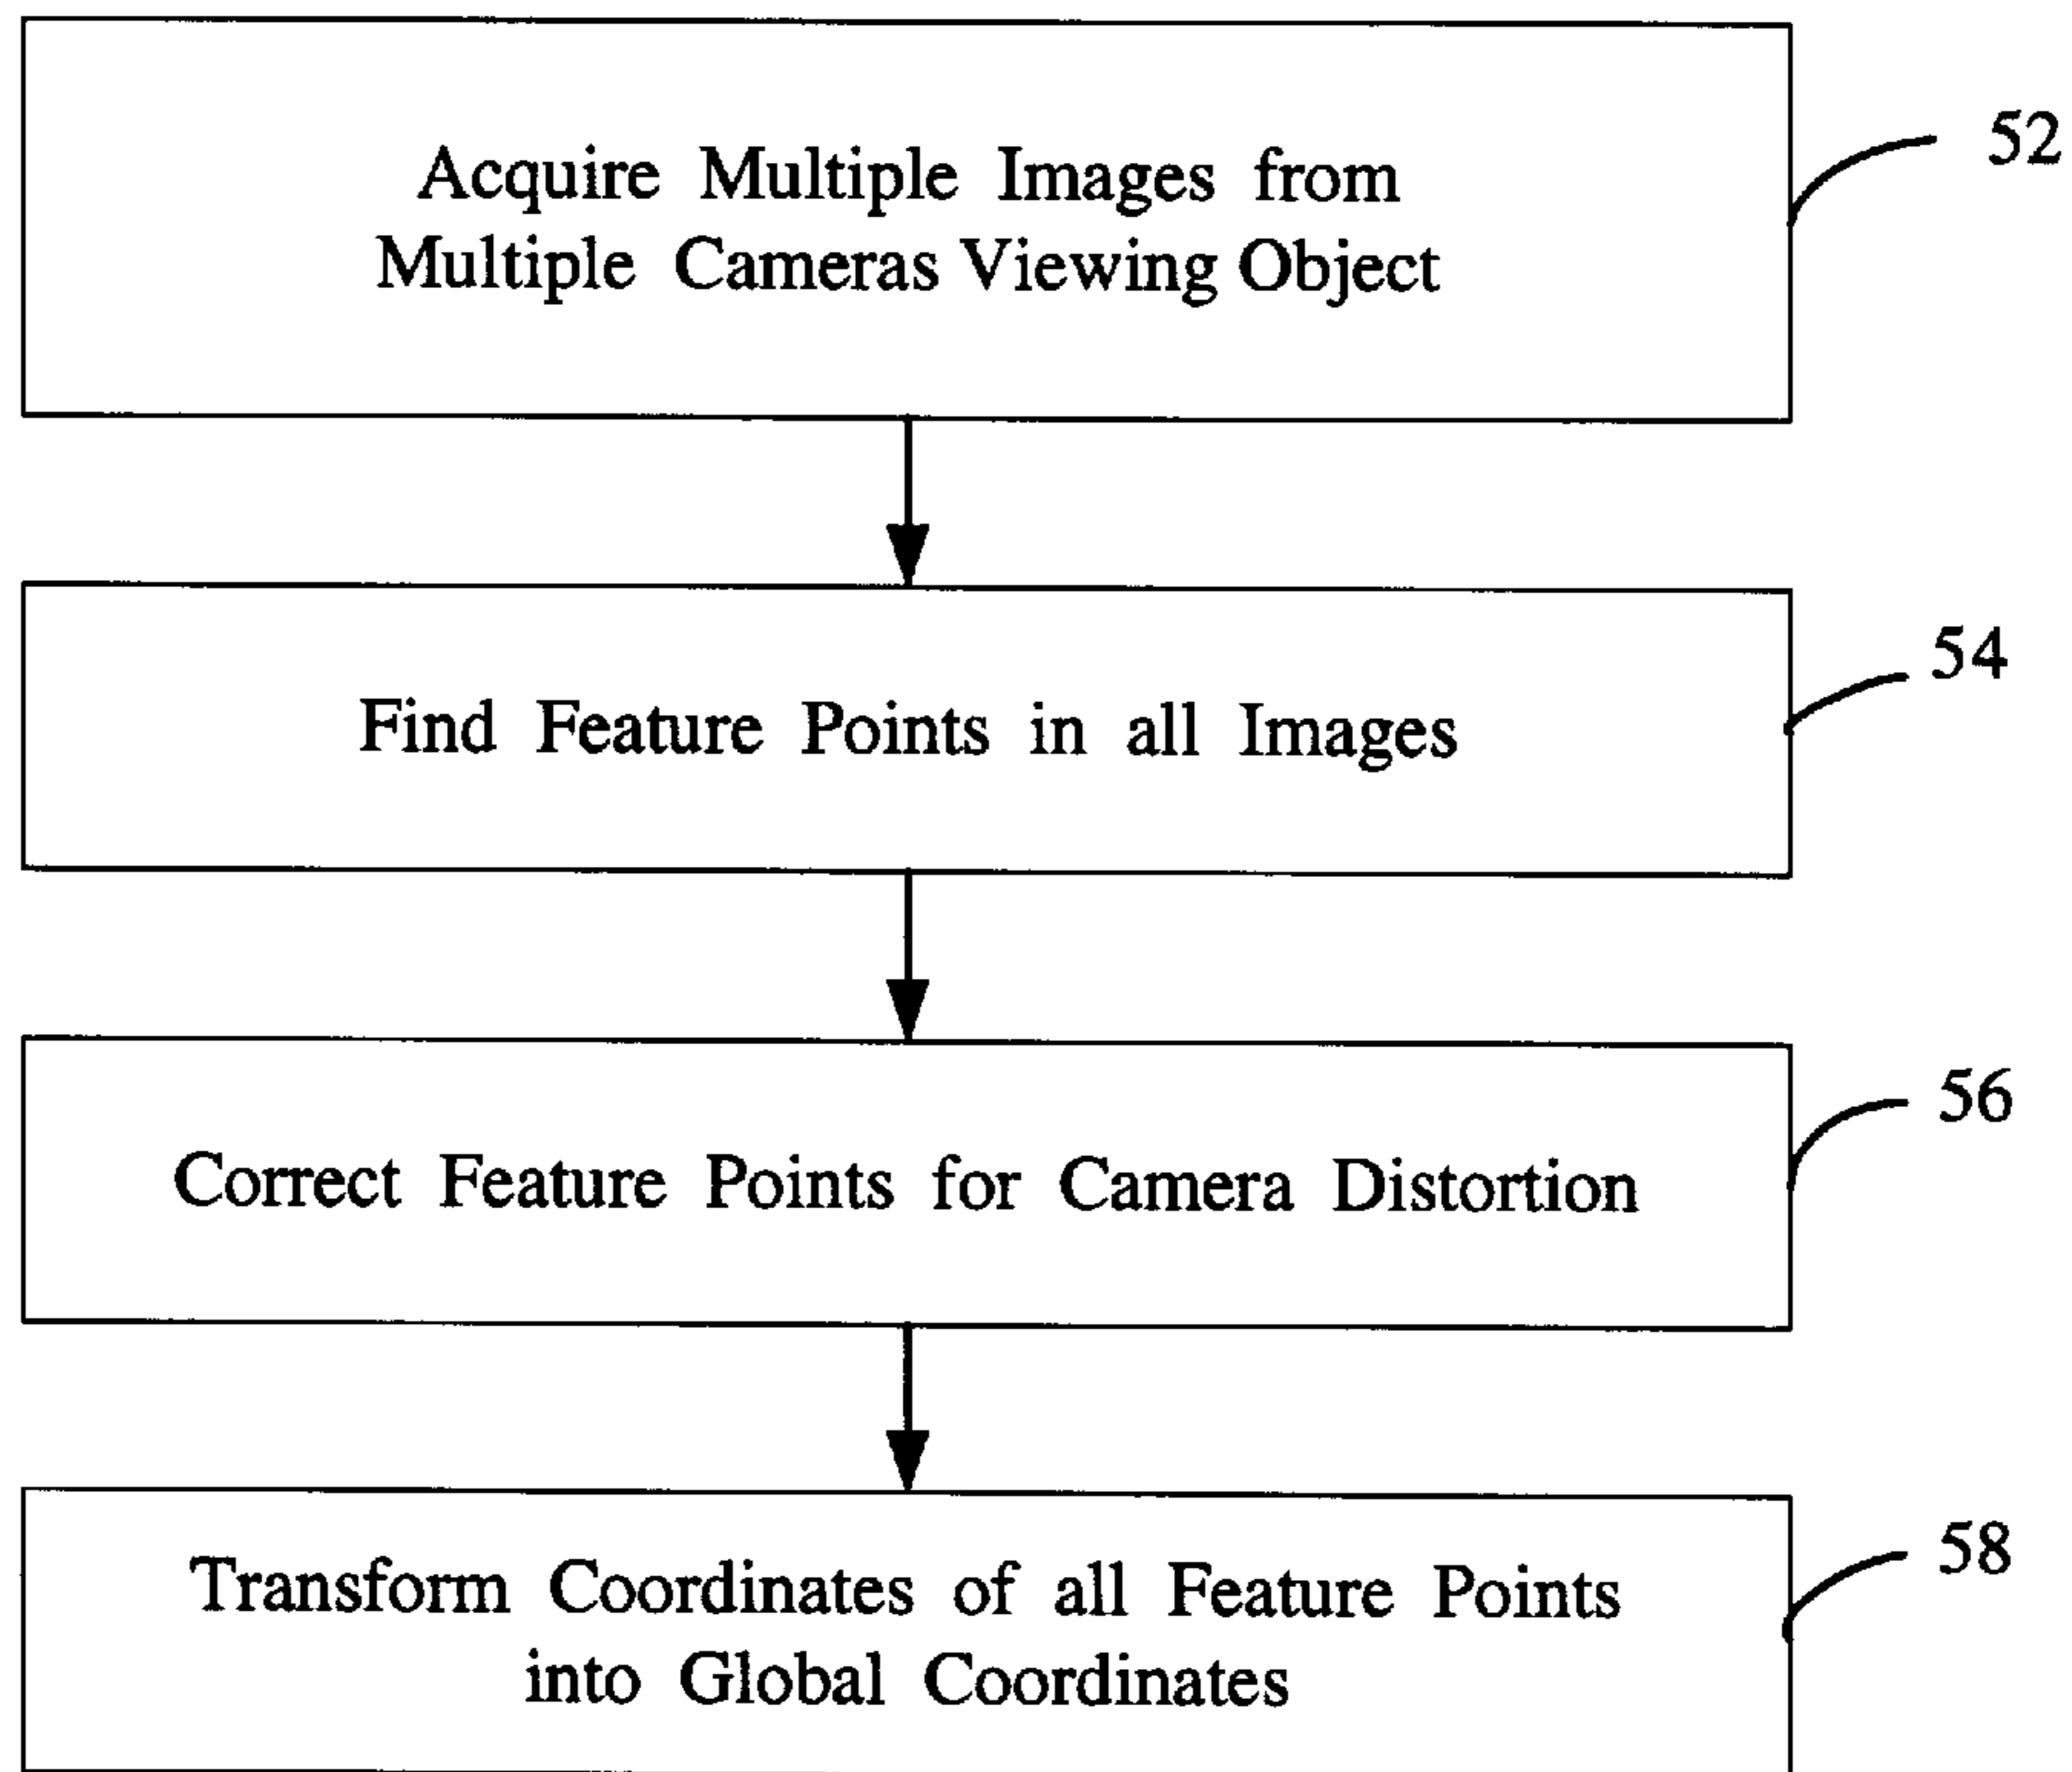 Acquire Multiple Images from
Multiple Cameras Viewing Object
52
Find Feature Points in all Images
54
Correct Feature Points for Camera Distortion
56
Transform Coordinates of all Feature Points
into Global Coordinates
58